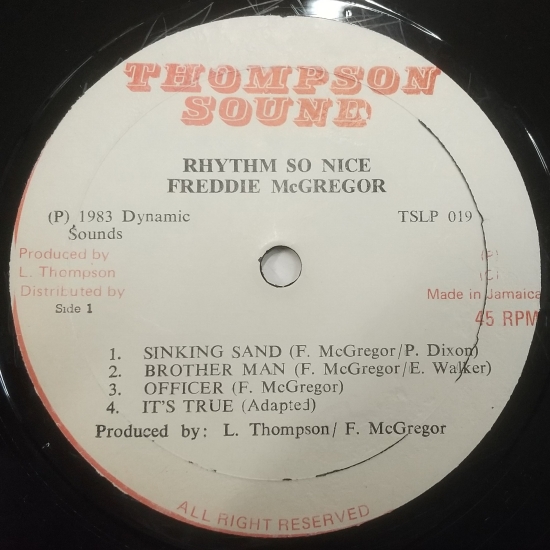 THOMPSON
SOUND
RHYTHM SO NICE
FREDDIE McGREGOR
(P) 1983 Dynamic
Sounds
TSLP 019
Produced by
L. Thompson
Distributed by
Side 1
(P)
(C)
Made in Jamaica
45 RPM
1. SINKING SAND (F. McGregor/P. Dixon)
2. BROTHER MAN (F. McGregor/E. Walker)
3. OFFICER (F. McGregor)
4. IT'S TRUE (Adapted)
Produced by: L. Thompson/ F. McGregor
ALL RIGHT RESERVED